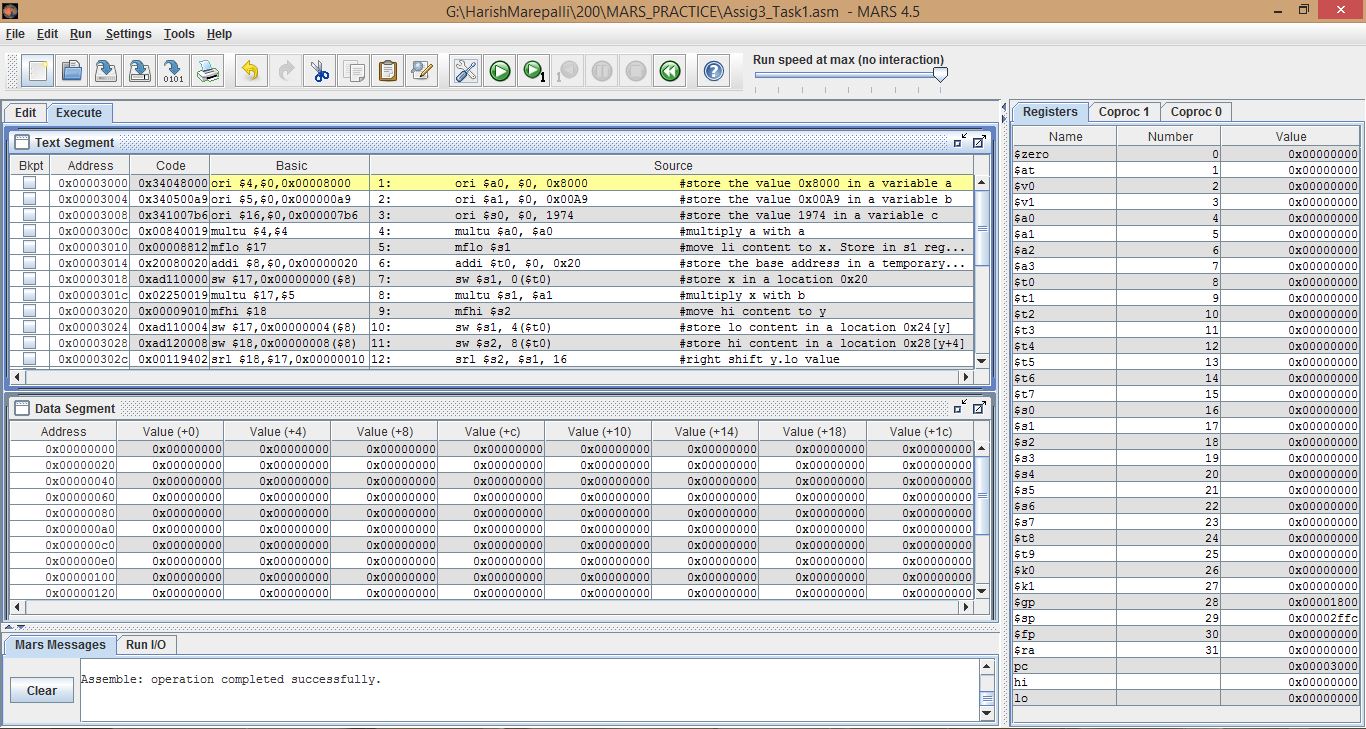 G:\HarishMarepalli\200\MARS_PRACTICE\Assig3_Task1.asm - MARS 4.5
File Edit Run Settings Tools Help
Run speed at max (no interaction)
Edit Execute
Text Segment
Bkpt Address Code Basic Source
0x00003000 0x34048000 ori $4,$0,0x00008000 1: ori $a0, $0, 0x8000 #store the value 0x8000 in a variable a
0x00003004 0x340500a9 ori $5,$0,0x000000a9 2: ori $a1, $0, 0x00A9 #store the value 0x00A9 in a variable b
0x00003008 0x341007b6 ori $16,$0,0x000007b6 3: ori $s0, $0, 1974 #store the value 1974 in a variable c
0x0000300c 0x00840019 multu $4,$4 4: multu $a0, $a0 #multiply a with a
0x00003010 0x00008812 mflo $17 5: mflo $s1 #move li content to x. Store in s1 reg...
0x00003014 0x20080020 addi $8,$0,0x00000020 6: addi $t0, $0, 0x20 #store the base address in a temporary...
0x00003018 0xad110000 sw $17,0x00000000($8) 7: sw $s1, 0($t0) #store x in a location 0x20
0x0000301c 0x02250019 multu $17,$5 8: multu $s1, $a1 #multiply x with b
0x00003020 0x00009010 mfhi $18 9: mfhi $s2 #move hi content to y
0x00003024 0xad110004 sw $17,0x00000004($8) 10: sw $s1, 4($t0) #store lo content in a location 0x24[y]
0x00003028 0xad120008 sw $18,0x00000008($8) 11: sw $s2, 8($t0) #store hi content in a location 0x28[y+4]
0x0000302c 0x00119402 srl $18,$17,0x00000010 12: srl $s2, $s1, 16 #right shift y.lo value
Data Segment
Address Value (+0) Value (+4) Value (+8) Value (+c) Value (+10) Value (+14) Value (+18) Value (+1c)
0x00000000 0x00000000 0x00000000 0x00000000 0x00000000 0x00000000 0x00000000 0x00000000 0x00000000
0x00000020 0x00000000 0x00000000 0x00000000 0x00000000 0x00000000 0x00000000 0x00000000 0x00000000
0x00000040 0x00000000 0x00000000 0x00000000 0x00000000 0x00000000 0x00000000 0x00000000 0x00000000
0x00000060 0x00000000 0x00000000 0x00000000 0x00000000 0x00000000 0x00000000 0x00000000 0x00000000
0x00000080 0x00000000 0x00000000 0x00000000 0x00000000 0x00000000 0x00000000 0x00000000 0x00000000
0x000000a0 0x00000000 0x00000000 0x00000000 0x00000000 0x00000000 0x00000000 0x00000000 0x00000000
0x000000c0 0x00000000 0x00000000 0x00000000 0x00000000 0x00000000 0x00000000 0x00000000 0x00000000
0x000000e0 0x00000000 0x00000000 0x00000000 0x00000000 0x00000000 0x00000000 0x00000000 0x00000000
0x00000100 0x00000000 0x00000000 0x00000000 0x00000000 0x00000000 0x00000000 0x00000000 0x00000000
0x00000120 0x00000000 0x00000000 0x00000000 0x00000000 0x00000000 0x00000000 0x00000000 0x00000000
Mars Messages Run I/O
Assemble: operation completed successfully.
Clear
Registers Coproc 1 Coproc 0
Name Number Value
$zero 0 0x00000000
$at 1 0x00000000
$v0 2 0x00000000
$v1 3 0x00000000
$a0 4 0x00000000
$a1 5 0x00000000
$a2 6 0x00000000
$a3 7 0x00000000
$t0 8 0x00000000
$t1 9 0x00000000
$t2 10 0x00000000
$t3 11 0x00000000
$t4 12 0x00000000
$t5 13 0x00000000
$t6 14 0x00000000
$t7 15 0x00000000
$s0 16 0x00000000
$s1 17 0x00000000
$s2 18 0x00000000
$s3 19 0x00000000
$s4 20 0x00000000
$s5 21 0x00000000
$s6 22 0x00000000
$s7 23 0x00000000
$t8 24 0x00000000
$t9 25 0x00000000
$k0 26 0x00000000
$k1 27 0x00000000
$gp 28 0x00001800
$sp 29 0x00002ffc
$fp 30 0x00000000
$ra 31 0x00000000
pc 0x00003000
hi 0x00000000
lo 0x00000000